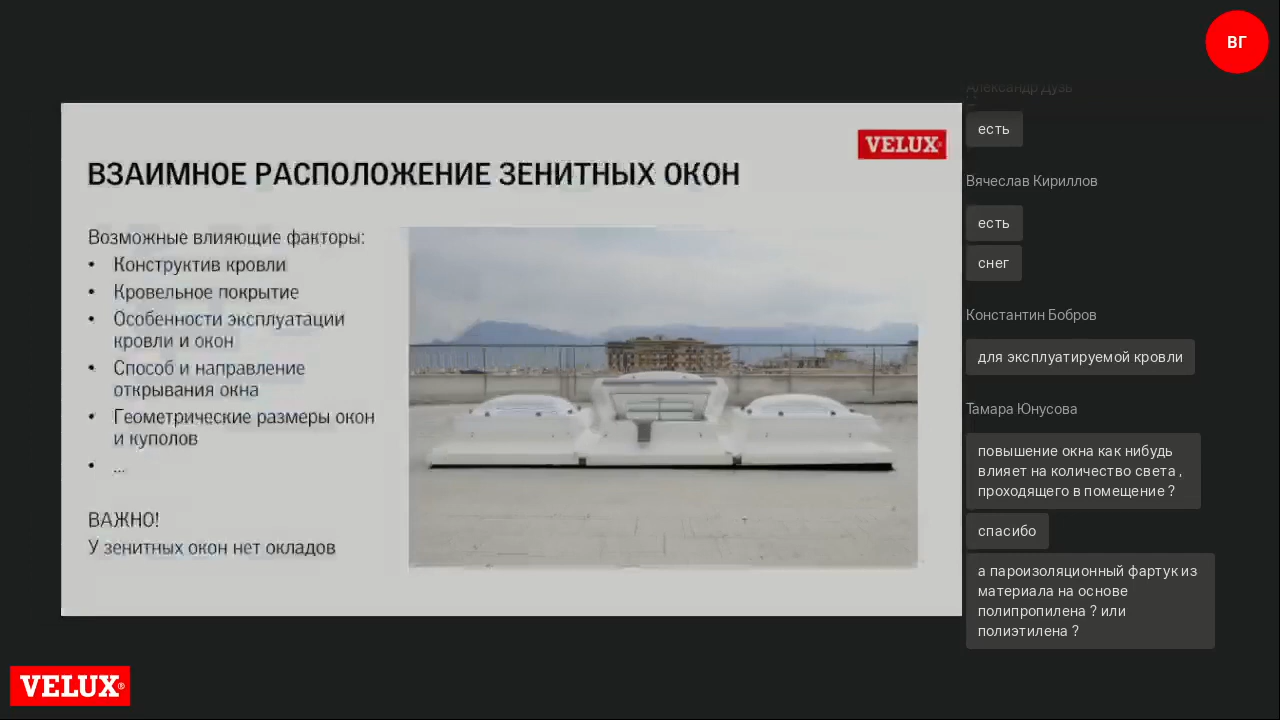 ВГ
VELUX
ВЗАИМНОЕ РАСПОЛОЖЕНИЕ ЗЕНИТНЫХ ОКОН
Возможные влияющие факторы:
• Конструктив кровли
• Кровельное покрытие
• Особенности эксплуатации
кровли и окон
• Способ и направление
открывания окна
• Геометрические размеры окон
и куполов
• ...
ВАЖНО!
У зенитных окон нет окладов
Александр Дузь
есть
Вячеслав Кириллов
есть
снег
Константин Бобров
для эксплуатируемой кровли
Тамара Юнусова
повышение окна как нибудь
влияет на количество света ,
проходящего в помещение ?
спасибо
а пароизоляционный фартук из
материала на основе
полипропилена ? или
полиэтилена ?
VELUX®